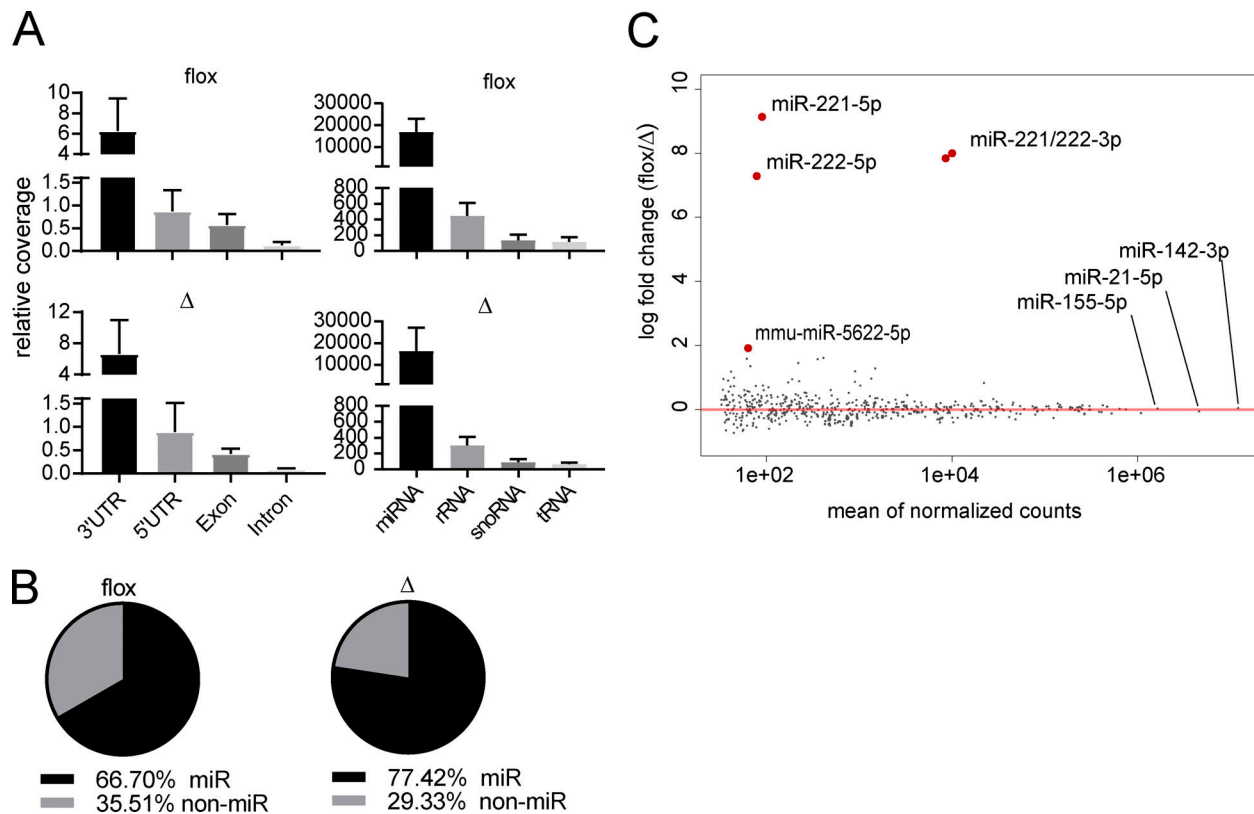 A
flox
relative coverage
10
8
6
4
1.5
1.0
0.5
0.0
flox
30000
20000
10000
800
600
400
200
0
Δ
12
8
4
1.5
1.0
0.5
0.0
3'UTR
5'UTR
Exon
Intron
Δ
30000
20000
10000
800
600
400
200
0
miRNA
rRNA
snoRNA
tRNA
B
flox
66.70% miR
35.51% non-miR
Δ
77.42% miR
29.33% non-miR
C
log fold change (flox/Δ)
10
8
6
4
2
0
miR-221-5p
miR-221/222-3p
miR-222-5p
miR-142-3p
miR-21-5p
miR-155-5p
mmu-miR-5622-5p
1e+02
1e+04
1e+06
mean of normalized counts